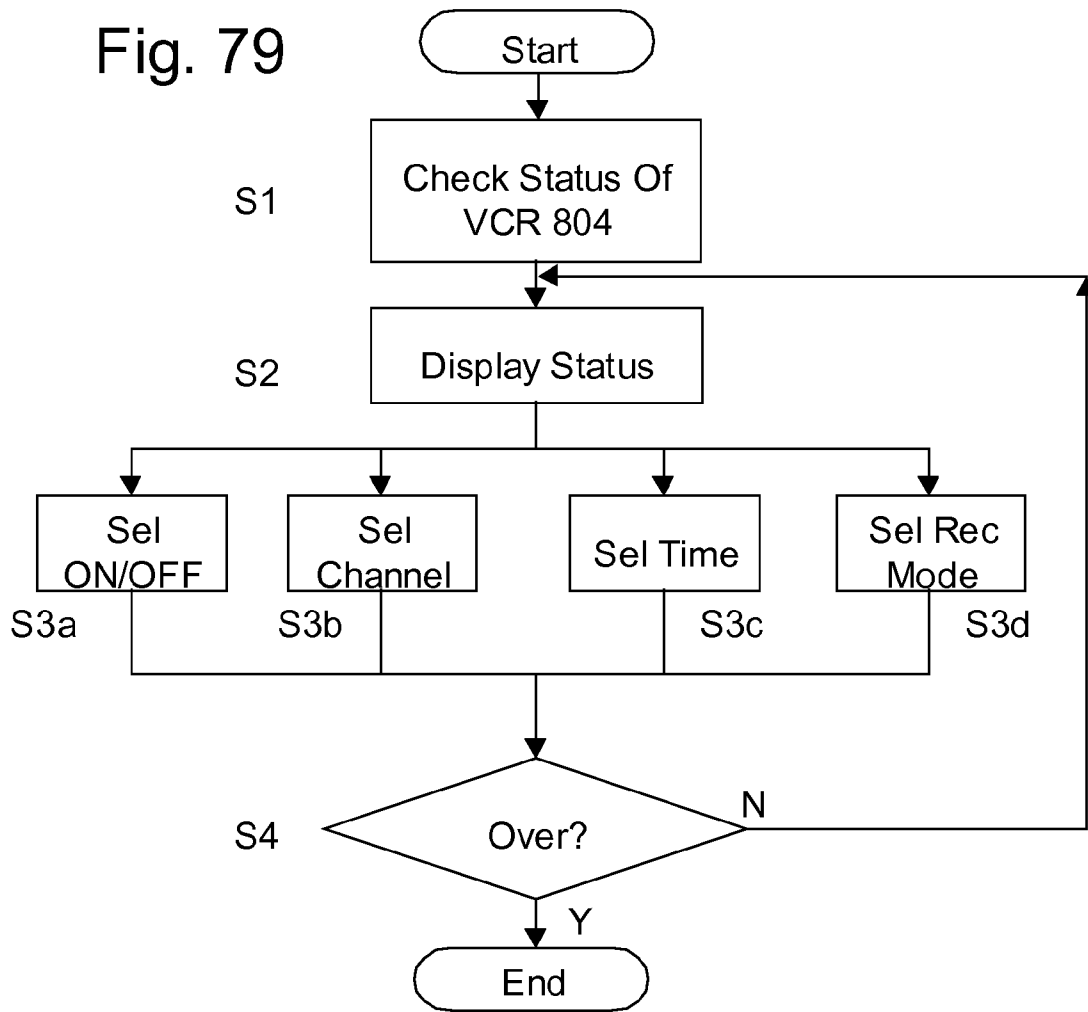 Fig. 79
Start
S1
Check Status Of
VCR 804
S2
Display Status
Sel
ON/OFF
Sel
Channel
Sel Time
Sel Rec
Mode
S3a
S3b
S3c
S3d
S4
Over?
N
Y
End